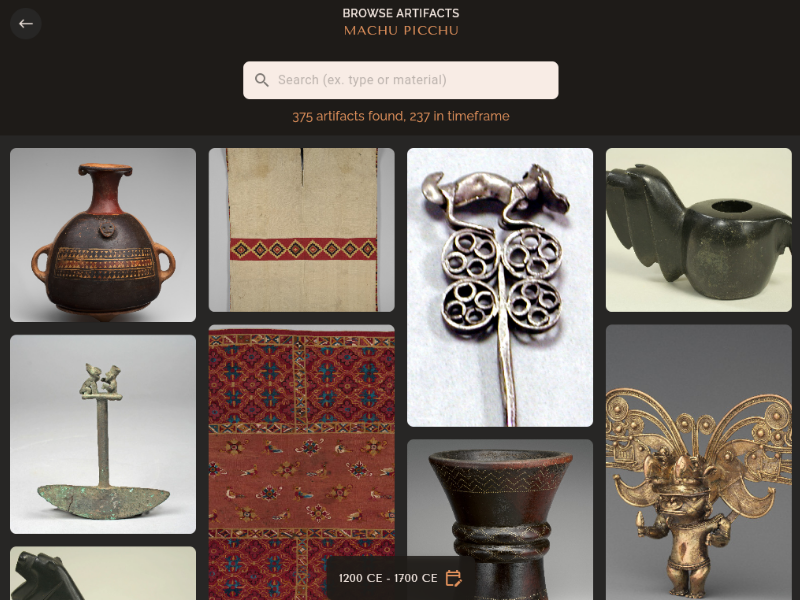 BROWSE ARTIFACTS
MACHU PICCHU
Search (ex. type or material)
375 artifacts found, 237 in timeframe
1200 CE - 1700 CE